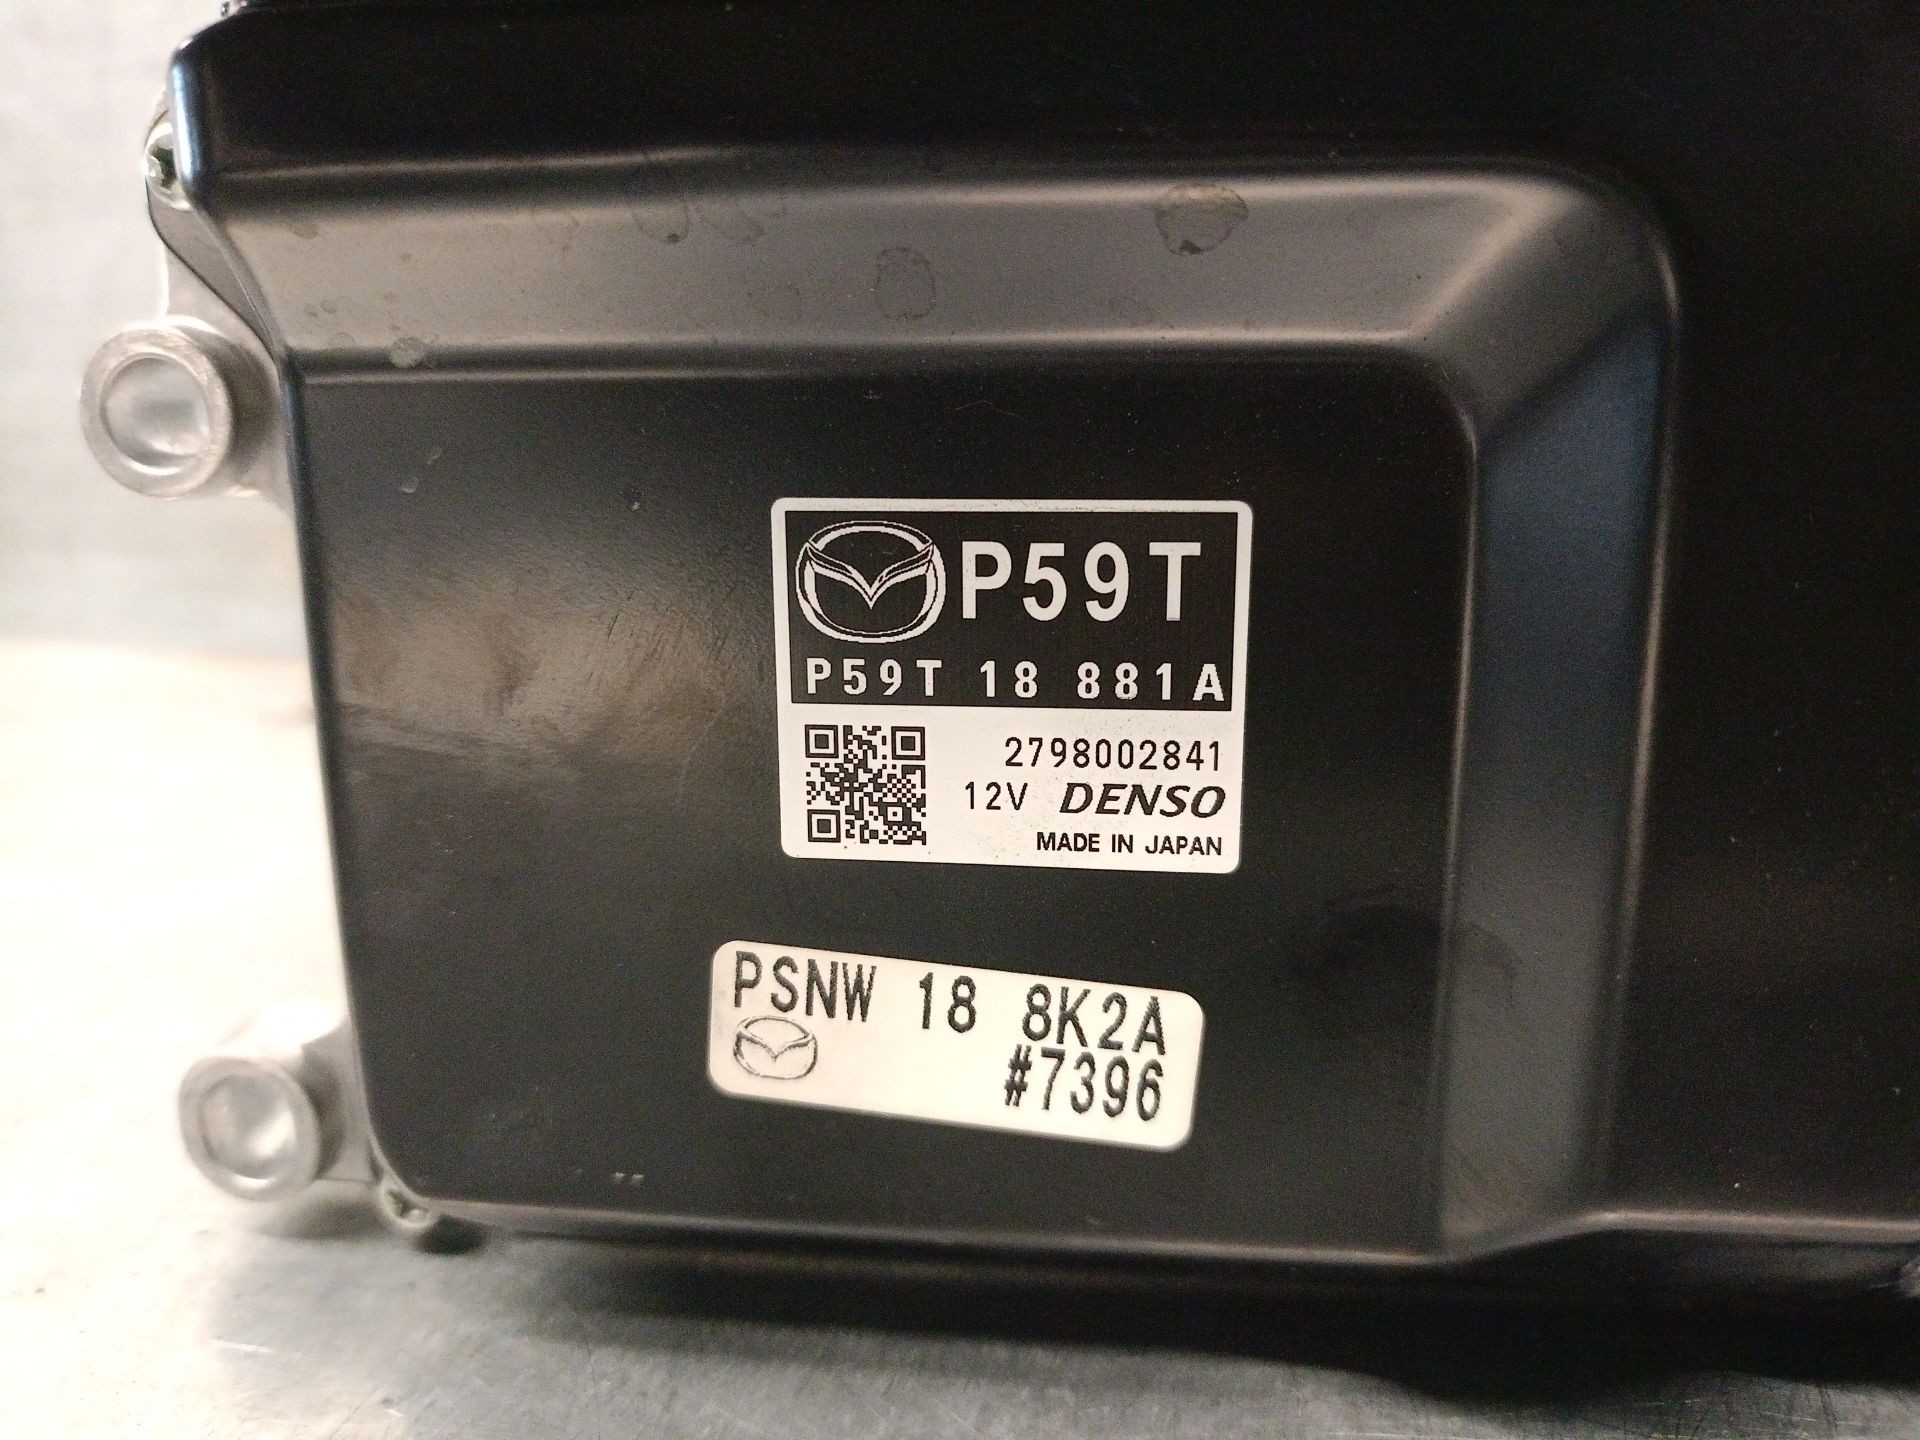 P59T
P59T 18 881A
2798002841
12V DENSO
MADE IN JAPAN
PSNW 18 8K2A
#7396